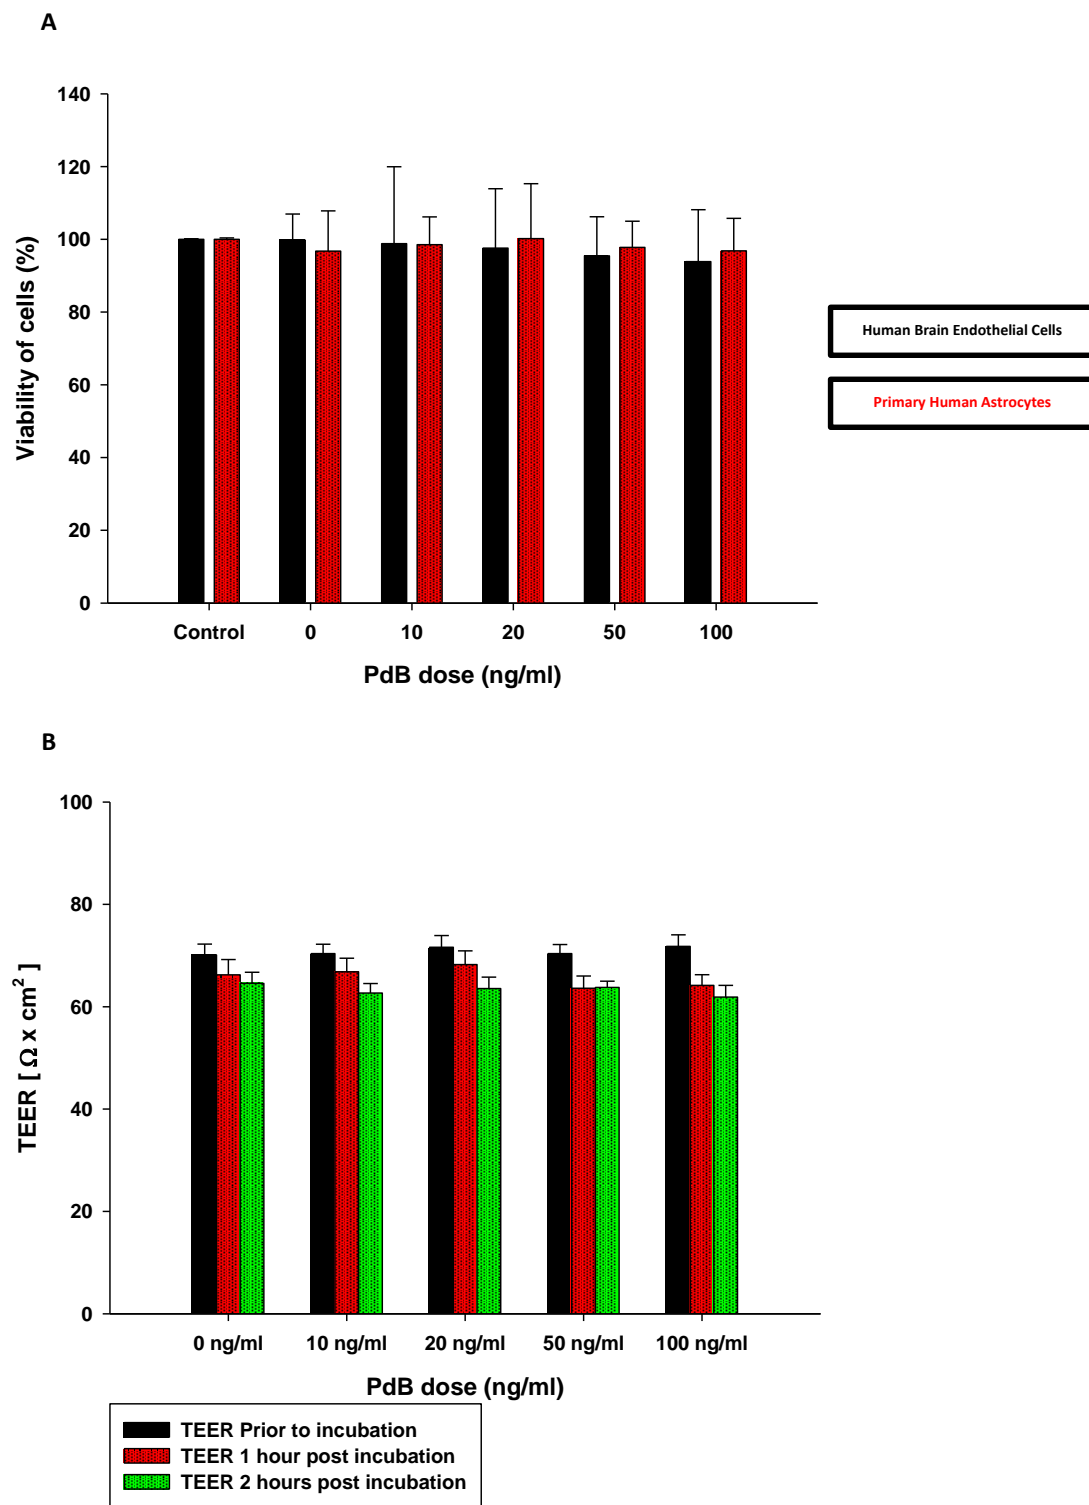 A
140
120
100
80
60
40
20
0
Viability of cells (%)
Control 0 10 20 50 100
PdB dose (ng/ml)
Human Brain Endothelial Cells
Primary Human Astrocytes
B
100
80
60
40
20
0
TEER [ Ω x cm²]
0 ng/ml 10 ng/ml 20 ng/ml 50 ng/ml 100 ng/ml
PdB dose (ng/ml)
TEER Prior to incubation
TEER 1 hour post incubation
TEER 2 hours post incubation